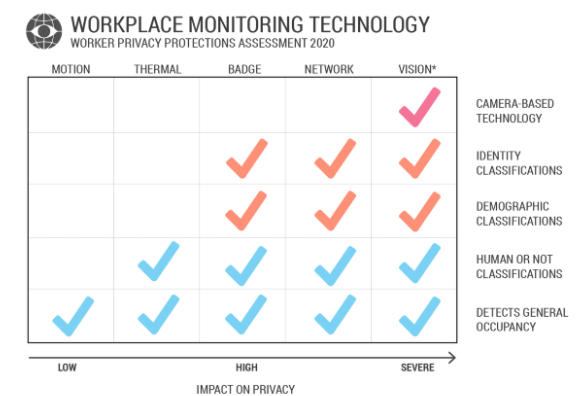 WORKPLACE MONITORING TECHNOLOGY
WORKER PRIVACY PROTECTIONS ASSESSMENT 2020
MOTION THERMAL BADGE NETWORK VISION*
CAMERA-BASED
TECHNOLOGY
IDENTITY
CLASSIFICATIONS
DEMOGRAPHIC
CLASSIFICATIONS
HUMAN OR NOT
CLASSIFICATIONS
DETECTS GENERAL
OCCUPANCY
LOW HIGH SEVERE
IMPACT ON PRIVACY